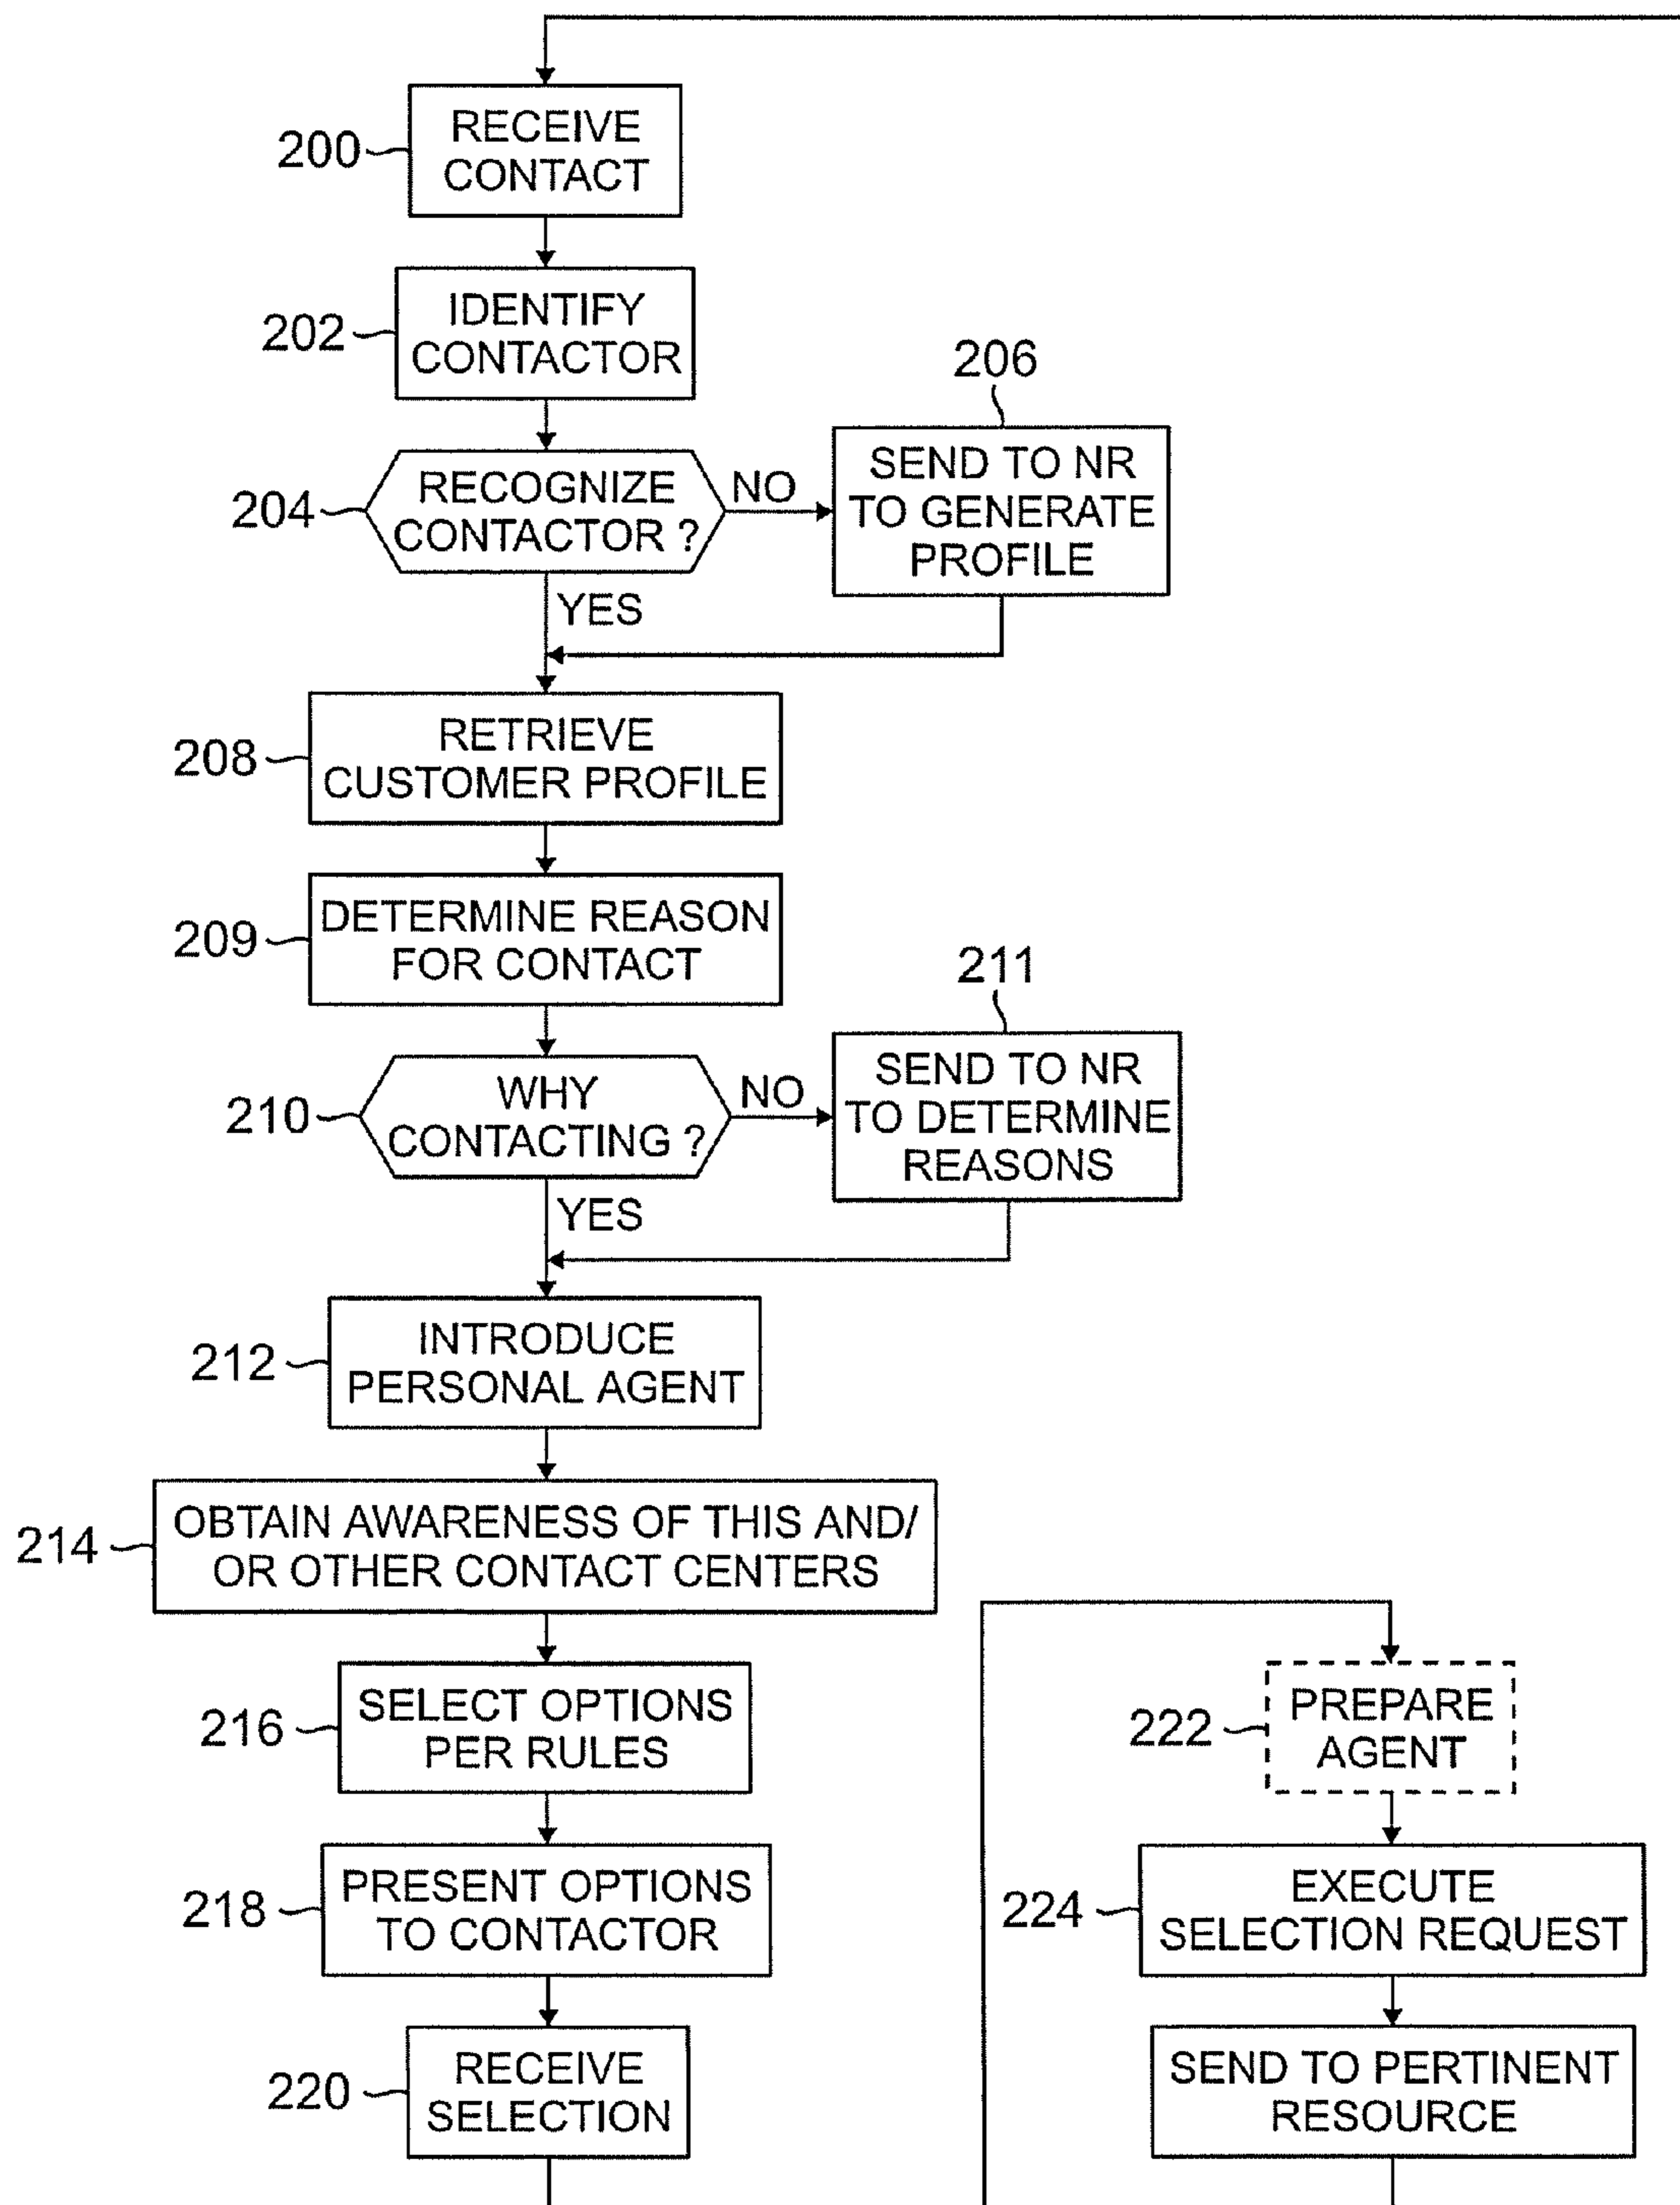 200
RECEIVE
CONTACT
202
IDENTIFY
CONTACTOR
204
RECOGNIZE
CONTACTOR ?
NO
206
SEND TO NR
TO GENERATE
PROFILE
YES
208
RETRIEVE
CUSTOMER PROFILE
209
DETERMINE REASON
FOR CONTACT
210
WHY
CONTACTING ?
NO
211
SEND TO NR
TO DETERMINE
REASONS
YES
212
INTRODUCE
PERSONAL AGENT
214
OBTAIN AWARENESS OF THIS AND/
OR OTHER CONTACT CENTERS
216
SELECT OPTIONS
PER RULES
218
PRESENT OPTIONS
TO CONTACTOR
220
RECEIVE
SELECTION
222
PREPARE
AGENT
224
EXECUTE
SELECTION REQUEST
SEND TO PERTINENT
RESOURCE